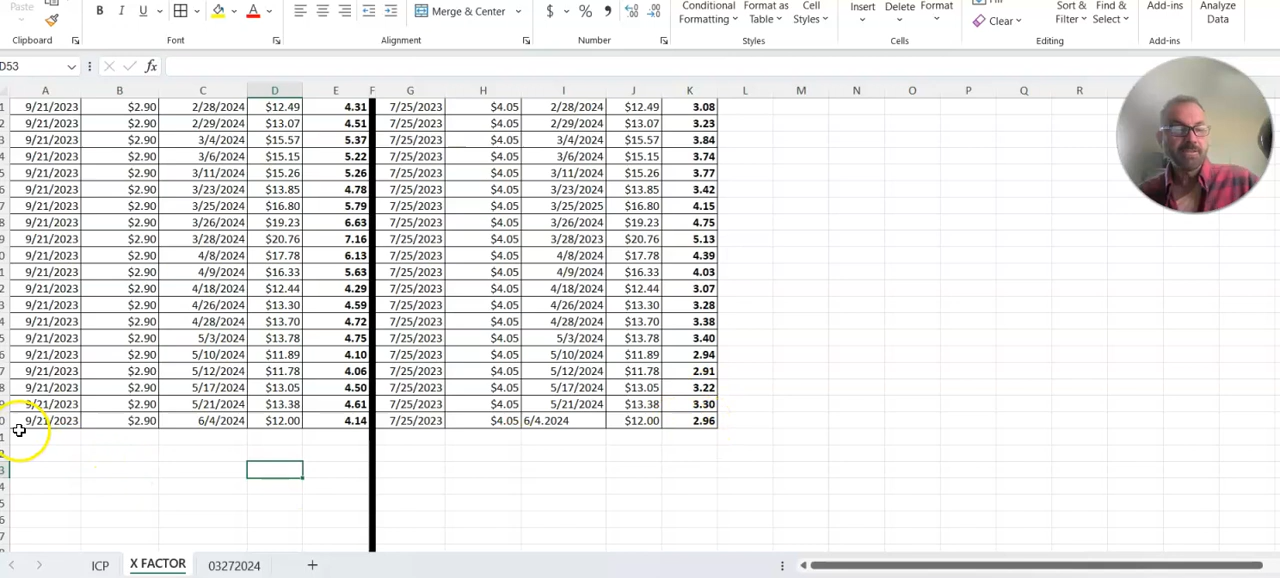 Paste
B I U
Merge & Center
$ % ,
Conditional Formatting
Format as Table
Cell Styles
Insert
Delete
Format
Clear
Sort & Filter
Find & Select
Add-ins
Analyze Data
Clipboard
Font
Alignment
Number
Styles
Cells
Editing
Add-ins
D53
fx
A B C D E F G H I J K L M N O P Q R
1 9/21/2023 $2.90 2/28/2024 $12.49 4.31 7/25/2023 $4.05 2/28/2024 $12.49 3.08
2 9/21/2023 $2.90 2/29/2024 $13.07 4.51 7/25/2023 $4.05 2/29/2024 $13.07 3.23
3 9/21/2023 $2.90 3/4/2024 $15.57 5.37 7/25/2023 $4.05 3/4/2024 $15.57 3.84
4 9/21/2023 $2.90 3/6/2024 $15.15 5.22 7/25/2023 $4.05 3/6/2024 $15.15 3.74
5 9/21/2023 $2.90 3/11/2024 $15.26 5.26 7/25/2023 $4.05 3/11/2024 $15.26 3.77
6 9/21/2023 $2.90 3/23/2024 $13.85 4.78 7/25/2023 $4.05 3/23/2024 $13.85 3.42
7 9/21/2023 $2.90 3/25/2024 $16.80 5.79 7/25/2023 $4.05 3/25/2025 $16.80 4.15
8 9/21/2023 $2.90 3/26/2024 $19.23 6.63 7/25/2023 $4.05 3/26/2024 $19.23 4.75
9 9/21/2023 $2.90 3/28/2024 $20.76 7.16 7/25/2023 $4.05 3/28/2023 $20.76 5.13
0 9/21/2023 $2.90 4/8/2024 $17.78 6.13 7/25/2023 $4.05 4/8/2024 $17.78 4.39
1 9/21/2023 $2.90 4/9/2024 $16.33 5.63 7/25/2023 $4.05 4/9/2024 $16.33 4.03
2 9/21/2023 $2.90 4/18/2024 $12.44 4.29 7/25/2023 $4.05 4/18/2024 $12.44 3.07
3 9/21/2023 $2.90 4/26/2024 $13.30 4.59 7/25/2023 $4.05 4/26/2024 $13.30 3.28
4 9/21/2023 $2.90 4/28/2024 $13.70 4.72 7/25/2023 $4.05 4/28/2024 $13.70 3.38
5 9/21/2023 $2.90 5/3/2024 $13.78 4.75 7/25/2023 $4.05 5/3/2024 $13.78 3.40
6 9/21/2023 $2.90 5/10/2024 $11.89 4.10 7/25/2023 $4.05 5/10/2024 $11.89 2.94
7 9/21/2023 $2.90 5/12/2024 $11.78 4.06 7/25/2023 $4.05 5/12/2024 $11.78 2.91
8 9/21/2023 $2.90 5/17/2024 $13.05 4.50 7/25/2023 $4.05 5/17/2024 $13.05 3.22
9 9/21/2023 $2.90 5/21/2024 $13.38 4.61 7/25/2023 $4.05 5/21/2024 $13.38 3.30
0 9/21/2023 $2.90 6/4/2024 $12.00 4.14 7/25/2023 $4.05 6/4.2024 $12.00 2.96
1
2
3
4
5
6
7
ICP X FACTOR 03272024 +